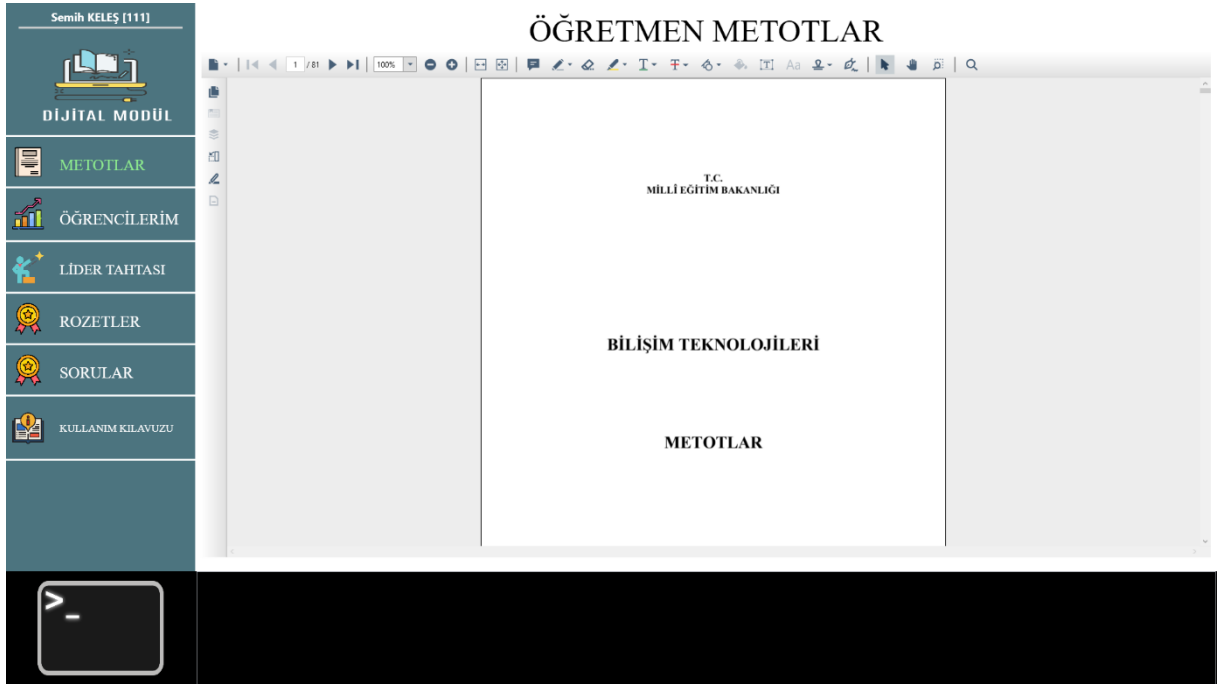 Semih KELEŞ [111]
DİJİTAL MODÜL
METOTLAR
ÖĞRENCİLERİM
LİDER TAHTASI
ROZETLER
SORULAR
KULLANIM KILAVUZU
ÖĞRETMEN METOTLAR
1 /81 100% T T [T] Aa
T.C.
MİLLÎ EĞİTİM BAKANLIĞI
BİLİŞİM TEKNOLOJİLERİ
METOTLAR
>_